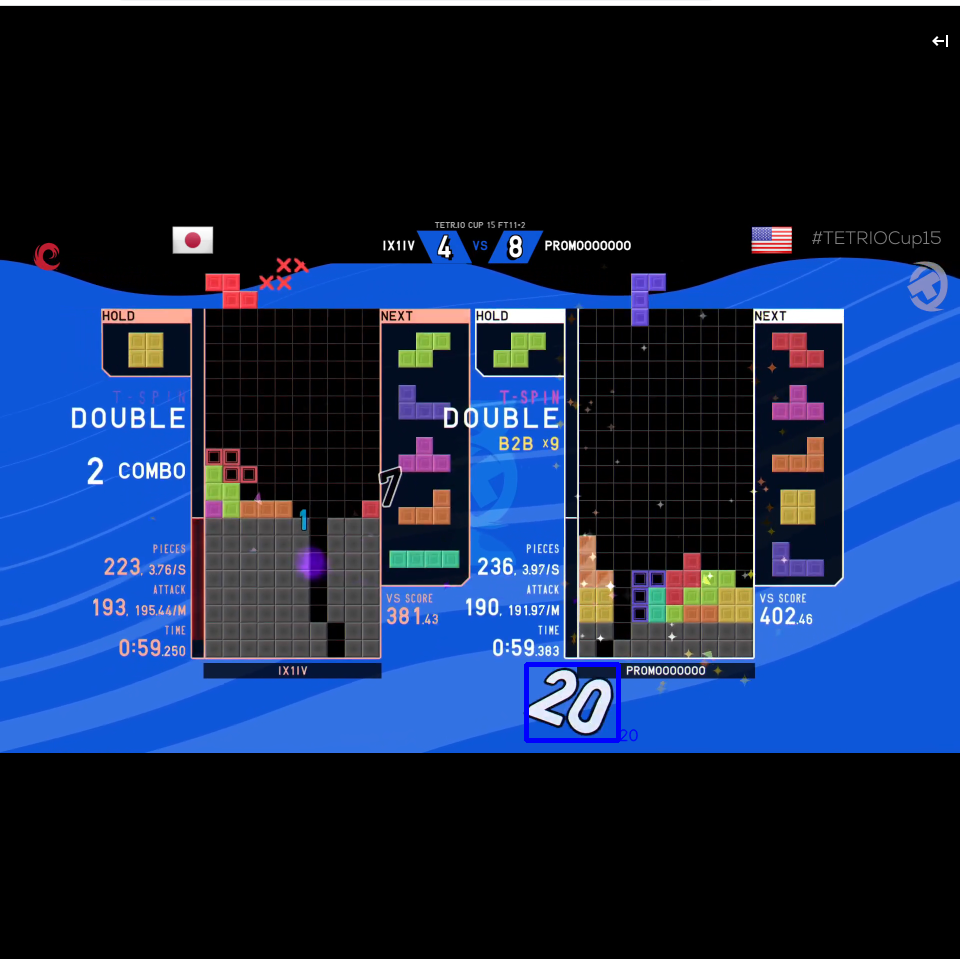 TETR.IO CUP 15 FT11-2
IX1IV 4 VS 8 PROMOOOOOOO
#TETRIOCup15
HOLD
NEXT
HOLD
NEXT
T-SPIN
DOUBLE
2 COMBO
T-SPIN
DOUBLE
B2B x9
7
1
PIECES
223, 3.76/S
ATTACK
193, 195.44/M
TIME
0:59.250
VS SCORE
381.43
PIECES
236, 3.97/S
ATTACK
190, 191.97/M
TIME
0:59.383
VS SCORE
402.46
IX1IV
PROMOOOOOOO
20
20